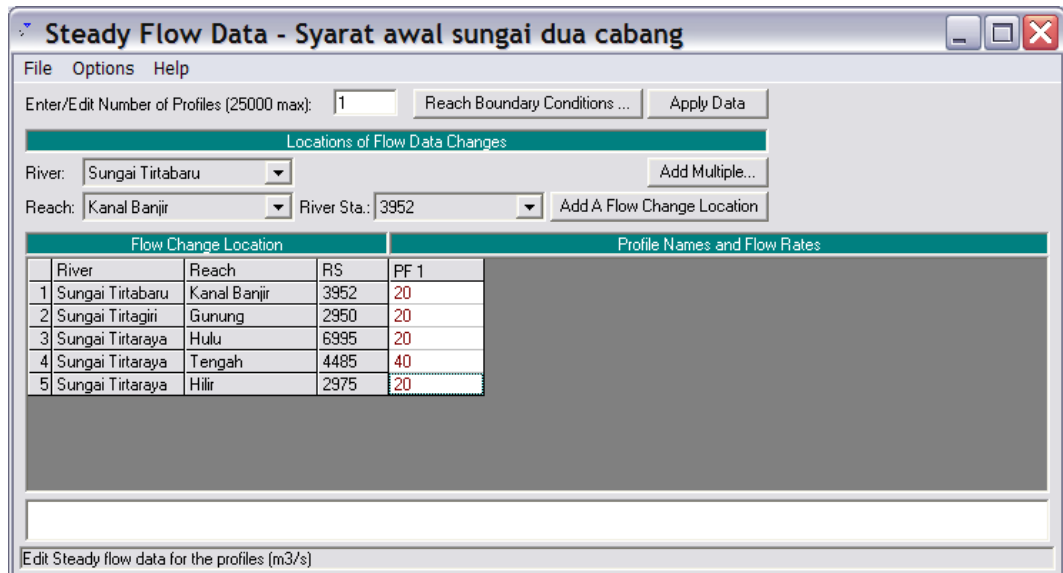 Steady Flow Data - Syarat awal sungai dua cabang
File Options Help
Enter/Edit Number of Profiles (25000 max): 1 Reach Boundary Conditions ... Apply Data
Locations of Flow Data Changes
River: Sungai Tirtabaru Add Multiple...
Reach: Kanal Banjir River Sta.: 3952 Add A Flow Change Location
Flow Change Location Profile Names and Flow Rates
River Reach RS PF 1
1 Sungai Tirtabaru Kanal Banjir 3952 20
2 Sungai Tirtagiri Gunung 2950 20
3 Sungai Tirtaraya Hulu 6995 20
4 Sungai Tirtaraya Tengah 4485 40
5 Sungai Tirtaraya Hilir 2975 20
Edit Steady flow data for the profiles (m3/s)